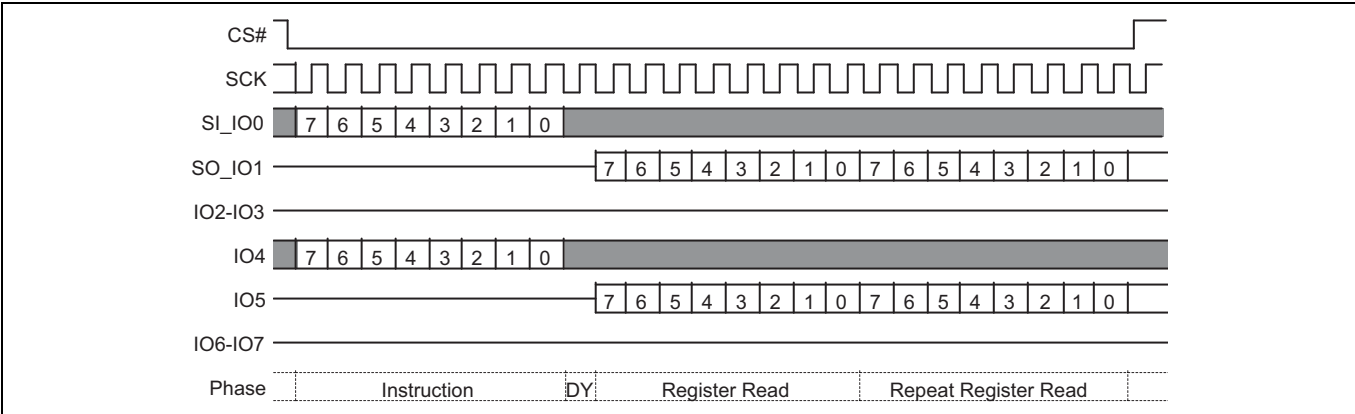 CS#
SCK
SI_IO0 7 6 5 4 3 2 1 0
SO_IO1 7 6 5 4 3 2 1 0 7 6 5 4 3 2 1 0
IO2-IO3
IO4 7 6 5 4 3 2 1 0
IO5 7 6 5 4 3 2 1 0 7 6 5 4 3 2 1 0
IO6-IO7
Phase Instruction DY Register Read Repeat Register Read